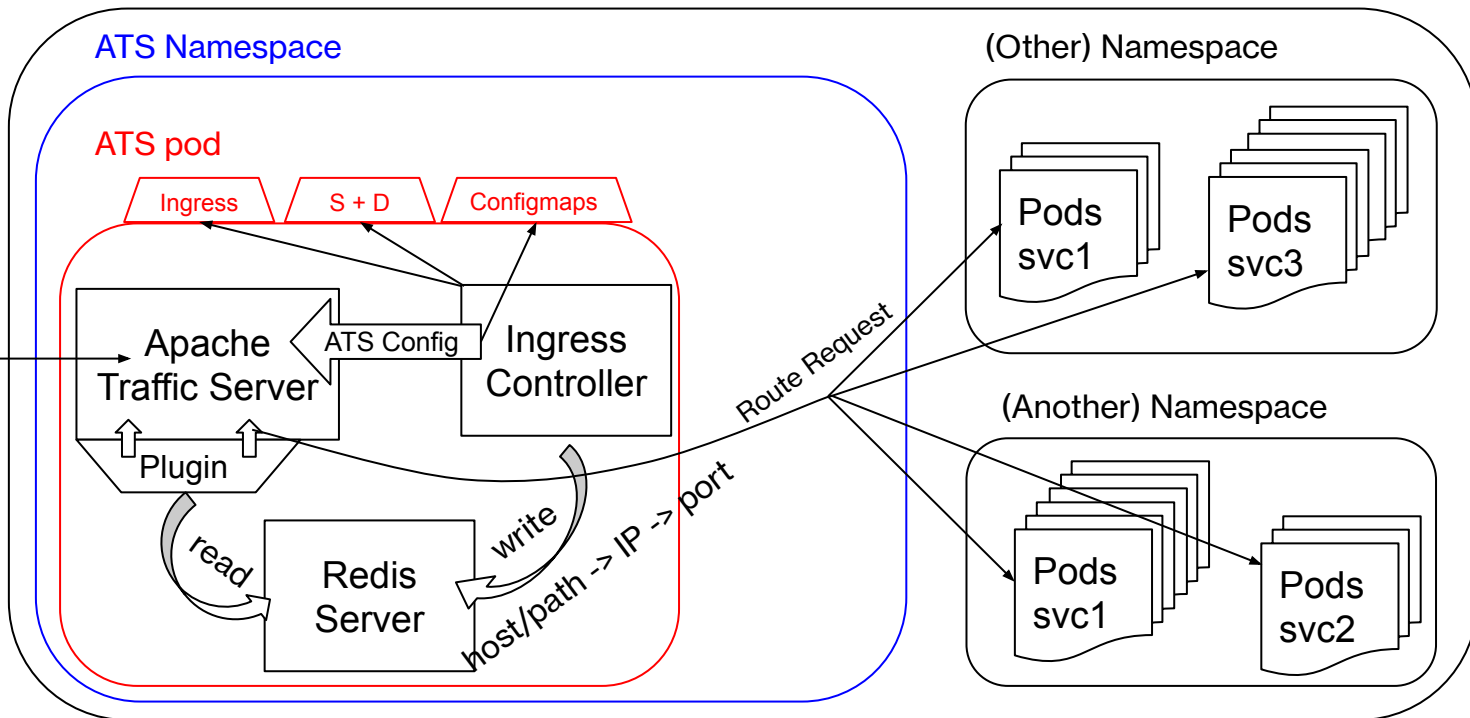 ATS Namespace
(Other) Namespace
ATS pod
Ingress
S + D
Configmaps
Pods
svc1
Pods
svc3
Apache
Traffic Server
ATS Config
Ingress
Controller
Route Request
(Another) Namespace
Plugin
read
write
host/path -> IP -> port
Redis
Server
Pods
svc1
Pods
svc2